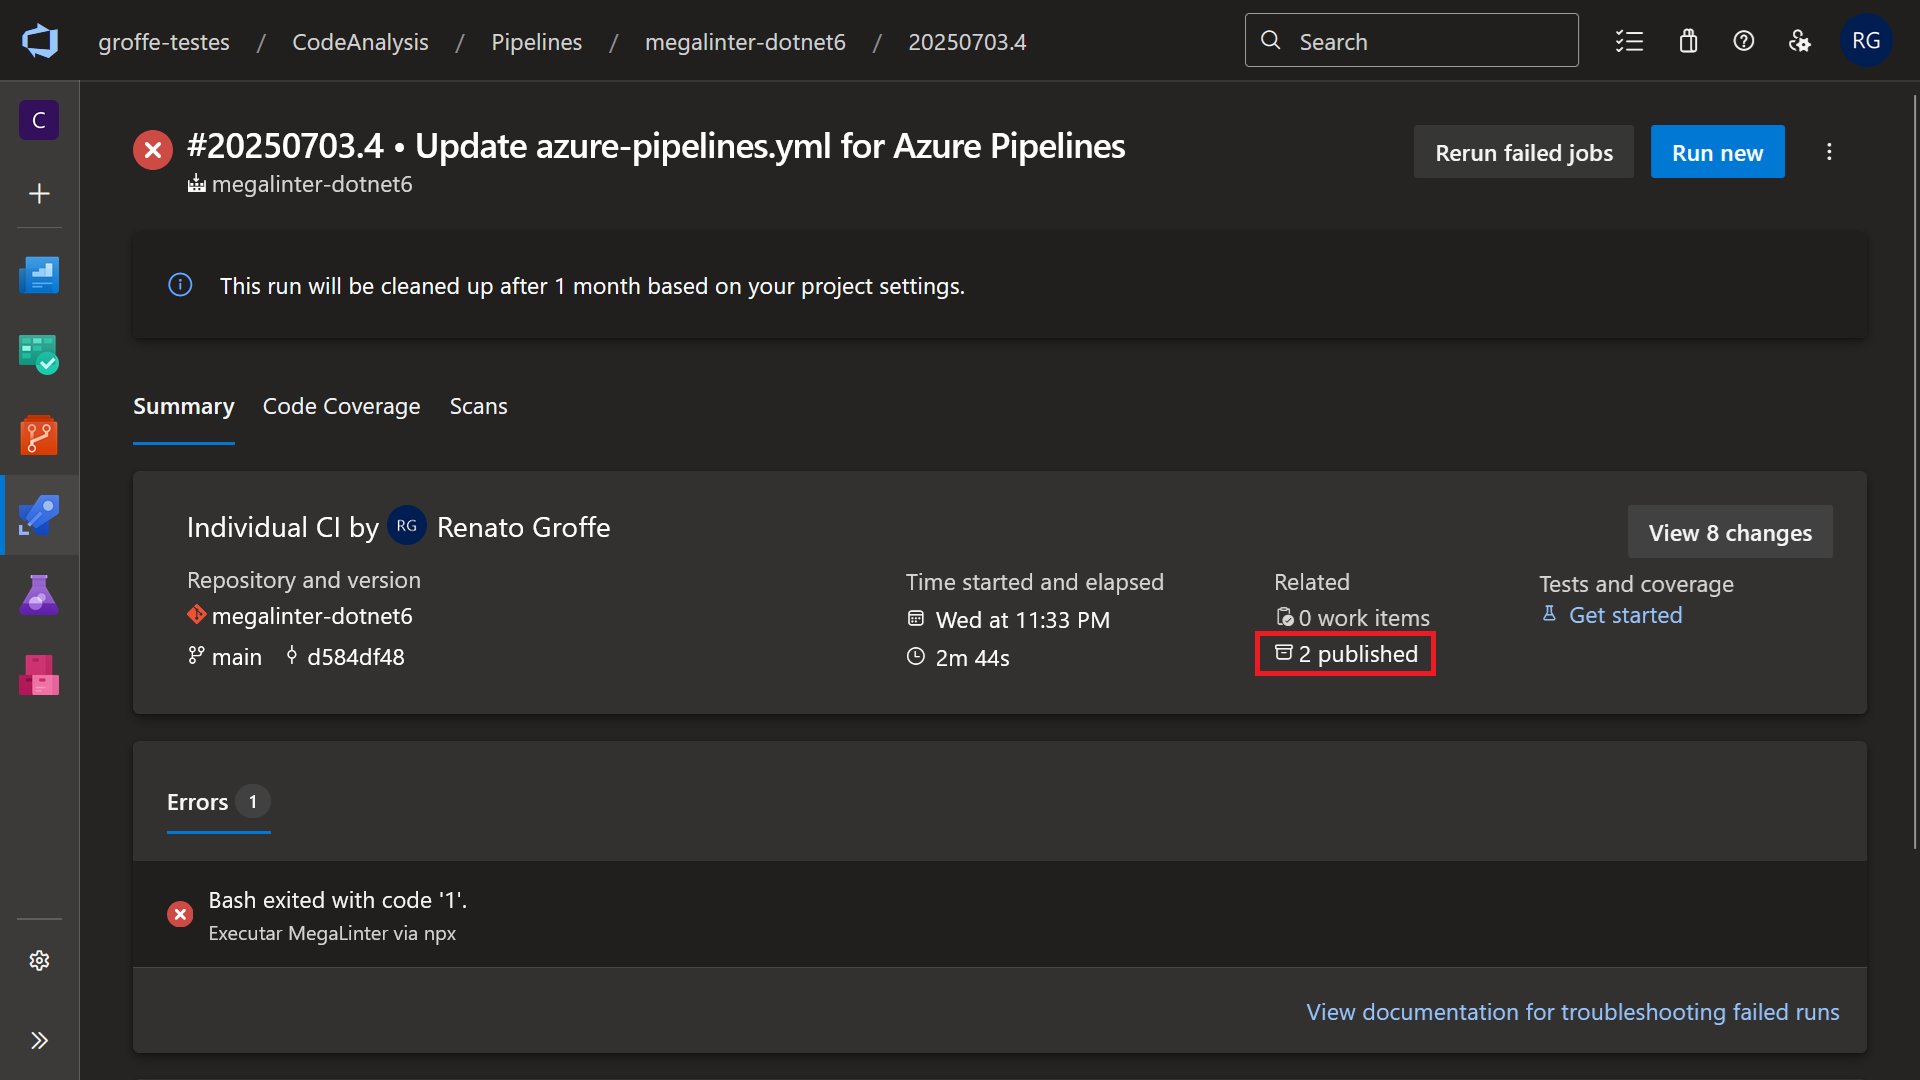 groffe-testes / CodeAnalysis / Pipelines / megalinter-dotnet6 / 20250703.4
Search
RG
C
#20250703.4 • Update azure-pipelines.yml for Azure Pipelines
megalinter-dotnet6
Rerun failed jobs
Run new
This run will be cleaned up after 1 month based on your project settings.
Summary
Code Coverage
Scans
Individual CI by RG Renato Groffe
View 8 changes
Repository and version
megalinter-dotnet6
main d584df48
Time started and elapsed
Wed at 11:33 PM
2m 44s
Related
0 work items
2 published
Tests and coverage
Get started
Errors 1
Bash exited with code '1'.
Executar MegaLinter via npx
View documentation for troubleshooting failed runs